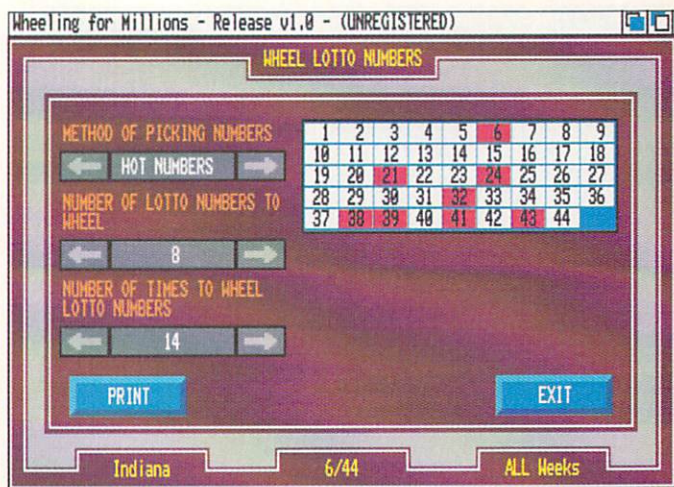 Wheeling for Millions - Release v1.0 - (UNREGISTERED)
WHEEL LOTTO NUMBERS
METHOD OF PICKING NUMBERS
HOT NUMBERS
NUMBER OF LOTTO NUMBERS TO
WHEEL
8
NUMBER OF TIMES TO WHEEL
LOTTO NUMBERS
14
1 2 3 4 5 6 7 8 9
10 11 12 13 14 15 16 17 18
19 20 21 22 23 24 25 26 27
28 29 30 31 32 33 34 35 36
37 38 39 40 41 42 43 44
PRINT
EXIT
Indiana
6/44
ALL Weeks